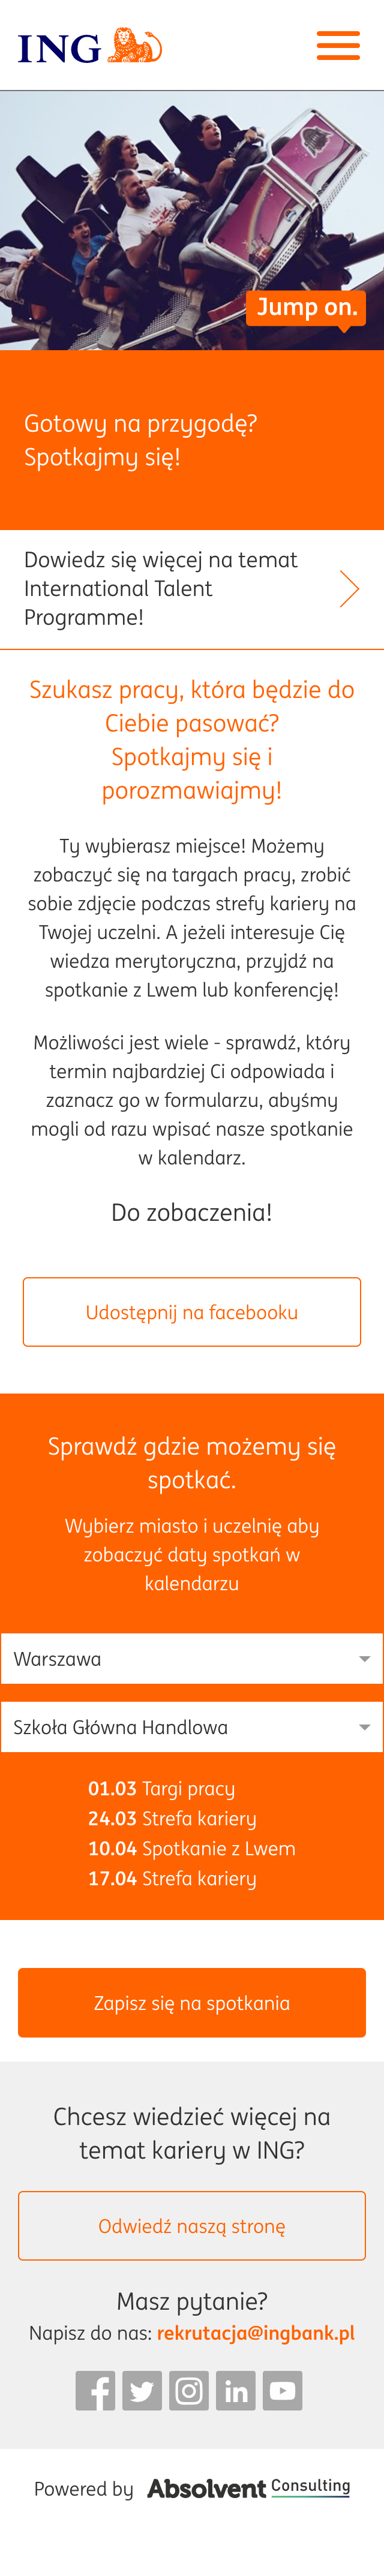 ING
Jump on.
Gotowy na przygodę?
Spotkajmy się!
Dowiedz się więcej na temat
International Talent
Programme!
Szukasz pracy, która będzie do
Ciebie pasować?
Spotkajmy się i
porozmawiajmy!
Ty wybierasz miejsce! Możemy
zobaczyć się na targach pracy, zrobić
sobie zdjęcie podczas strefy kariery na
Twojej uczelni. A jeżeli interesuje Cię
wiedza merytoryczna, przyjdź na
spotkanie z Lwem lub konferencję!
Możliwości jest wiele - sprawdź, który
termin najbardziej Ci odpowiada i
zaznacz go w formularzu, abyśmy
mogli od razu wpisać nasze spotkanie
w kalendarz.
Do zobaczenia!
Udostępnij na facebooku
Sprawdź gdzie możemy się
spotkać.
Wybierz miasto i uczelnię aby
zobaczyć daty spotkań w
kalendarzu
Warszawa
Szkoła Główna Handlowa
01.03 Targi pracy
24.03 Strefa kariery
10.04 Spotkanie z Lwem
17.04 Strefa kariery
Zapisz się na spotkania
Chcesz wiedzieć więcej na
temat kariery w ING?
Odwiedź naszą stronę
Masz pytanie?
Napisz do nas: rekrutacja@ingbank.pl
Powered by Absolvent Consulting